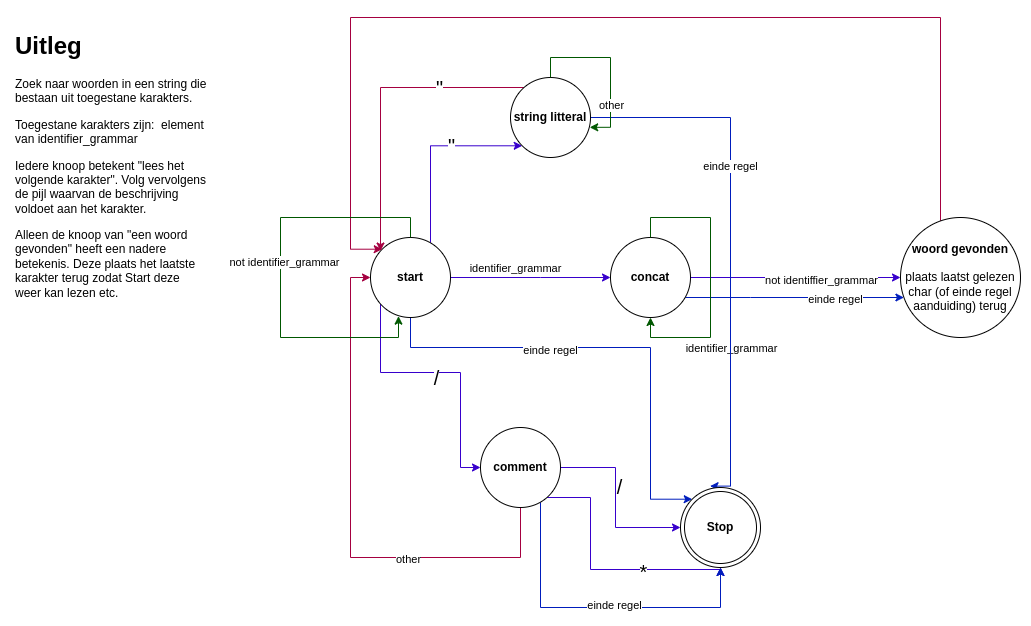 Uitleg
Zoek naar woorden in een string die
bestaan uit toegestane karakters.
Toegestane karakters zijn: element
van identifier_grammar
Iedere knoop betekent "lees het
volgende karakter". Volg vervolgens
de pijl waarvan de beschrijving
voldoet aan het karakter.
Alleen de knoop van "een woord
gevonden" heeft een nadere
betekenis. Deze plaats het laatste
karakter terug zodat Start deze
weer kan lezen etc.
"
other
string litteral
"
einde regel
not identifier_grammar
start
identifier_grammar
concat
not identiffier_grammar
einde regel
woord gevonden
plaats laatst gelezen
char (of einde regel
aanduiding) terug
einde regel
identifier_grammar
/
comment
/
Stop
other
*
einde regel